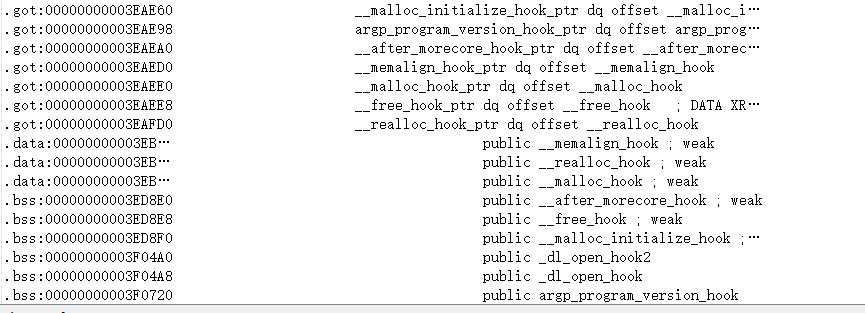 .got:00000000003EAE60 __malloc_initialize_hook_ptr dq offset __malloc_i…
.got:00000000003EAE98 argp_program_version_hook_ptr dq offset argp_prog…
.got:00000000003EAEA0 __after_morecore_hook_ptr dq offset __after_morec…
.got:00000000003EAED0 __memalign_hook_ptr dq offset __memalign_hook
.got:00000000003EAEE0 __malloc_hook_ptr dq offset __malloc_hook
.got:00000000003EAEE8 __free_hook_ptr dq offset __free_hook ; DATA XR…
.got:00000000003EAFD0 __realloc_hook_ptr dq offset __realloc_hook
.data:00000000003EB… public __memalign_hook ; weak
.data:00000000003EB… public __realloc_hook ; weak
.data:00000000003EB… public __malloc_hook ; weak
.bss:00000000003ED8E0 public __after_morecore_hook ; weak
.bss:00000000003ED8E8 public __free_hook ; weak
.bss:00000000003ED8F0 public __malloc_initialize_hook ;…
.bss:00000000003F04A0 public _dl_open_hook2
.bss:00000000003F04A8 public _dl_open_hook
.bss:00000000003F0720 public argp_program_version_hook